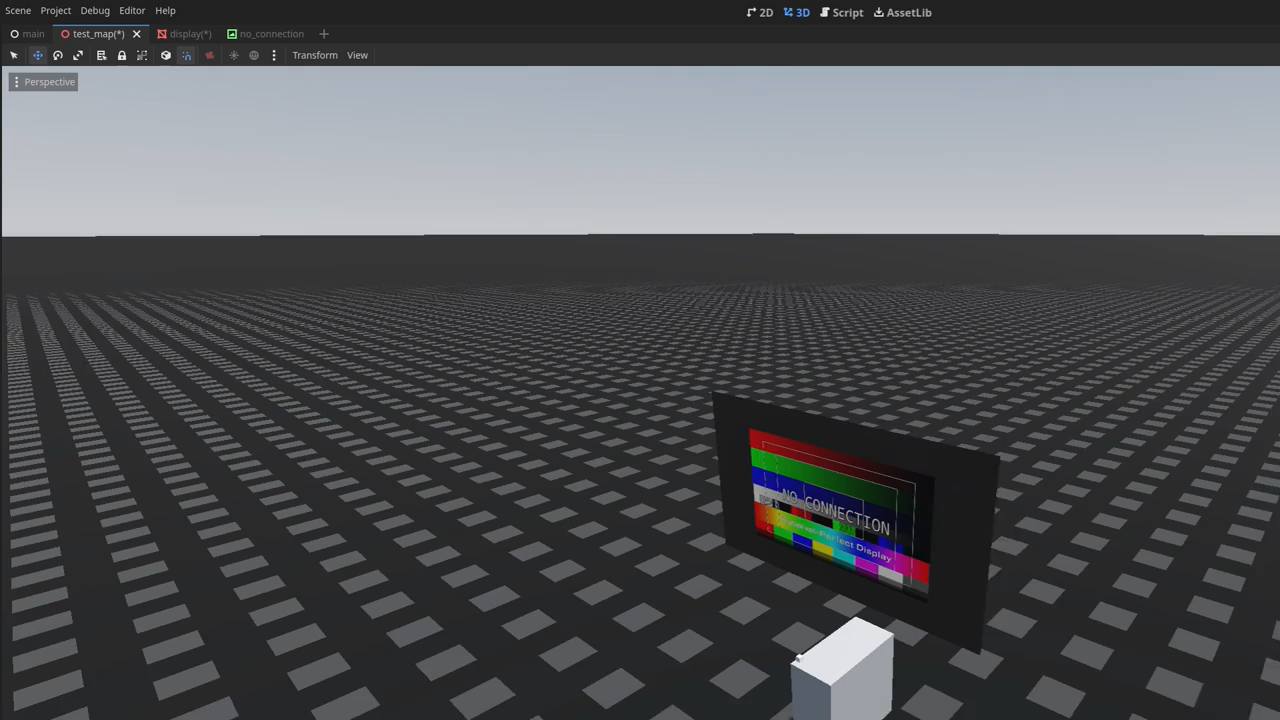 Scene Project Debug Editor Help
2D 3D Script AssetLib
main test_map(*) display(*) no_connection
Transform View
Perspective
NO CONNECTION
Perfect Display